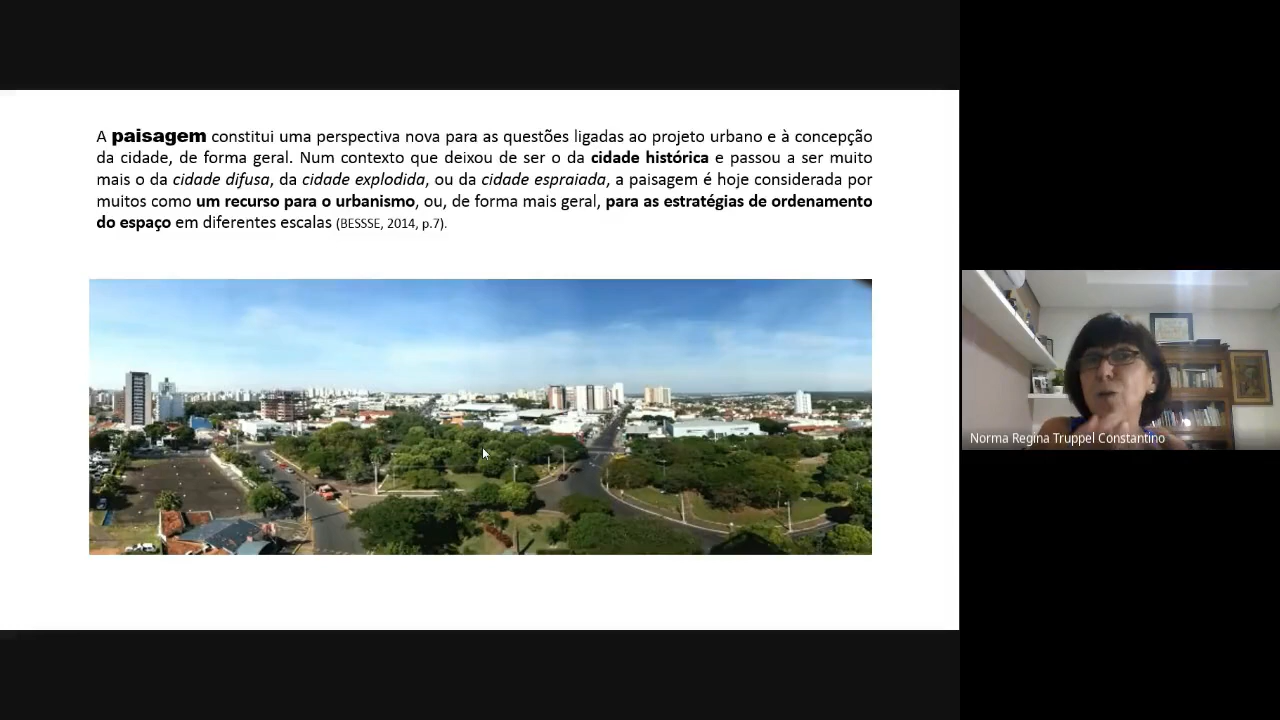 A paisagem constitui uma perspectiva nova para as questões ligadas ao projeto urbano e à concepção
da cidade, de forma geral. Num contexto que deixou de ser o da cidade histórica e passou a ser muito
mais o da cidade difusa, da cidade explodida, ou da cidade espraiada, a paisagem é hoje considerada por
muitos como um recurso para o urbanismo, ou, de forma mais geral, para as estratégias de ordenamento
do espaço em diferentes escalas (BESSSE, 2014, p.7).
Norma Regina Truppel Constantino